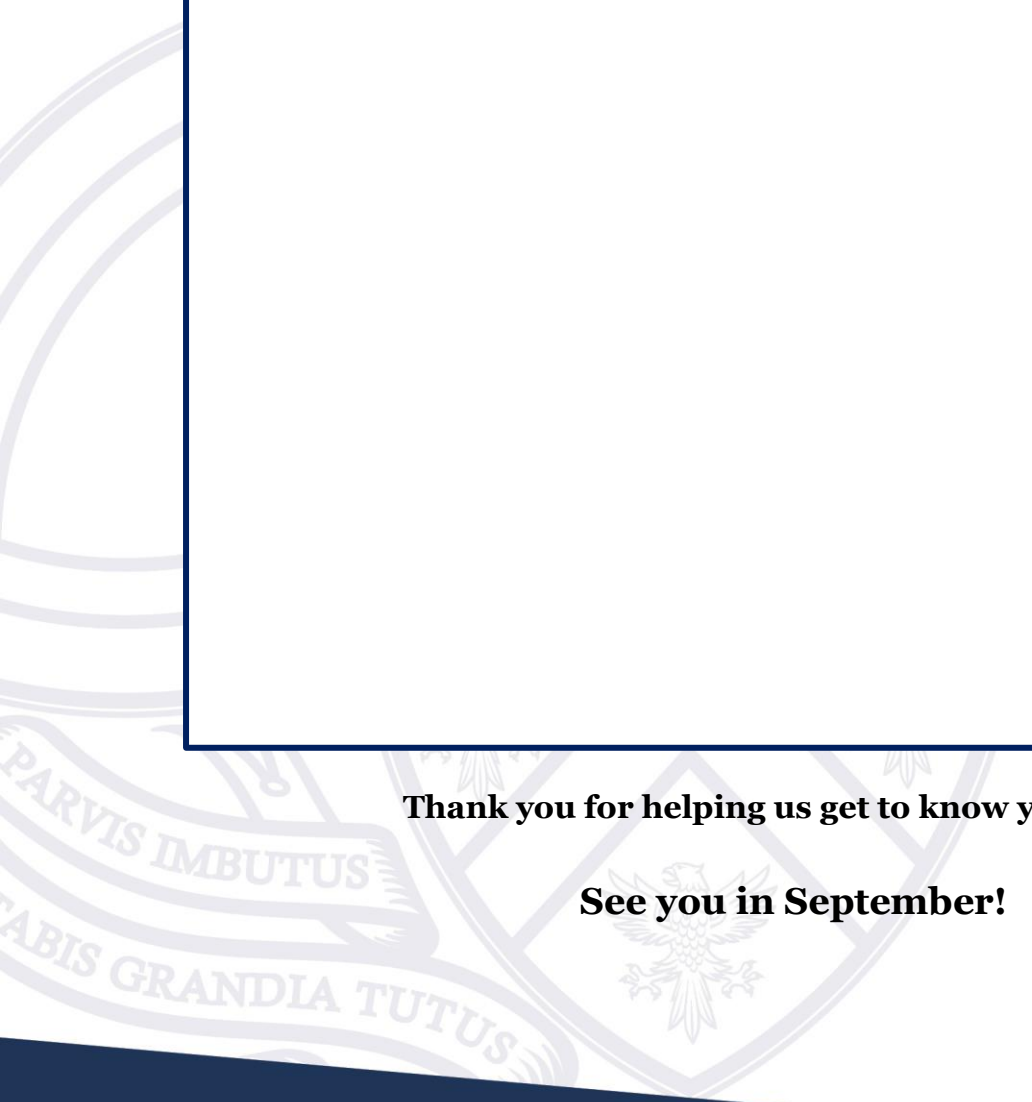 PARVIS IMBUTUS
TABIS GRANDIA TUTUS
Thank you for helping us get to know y
See you in September!